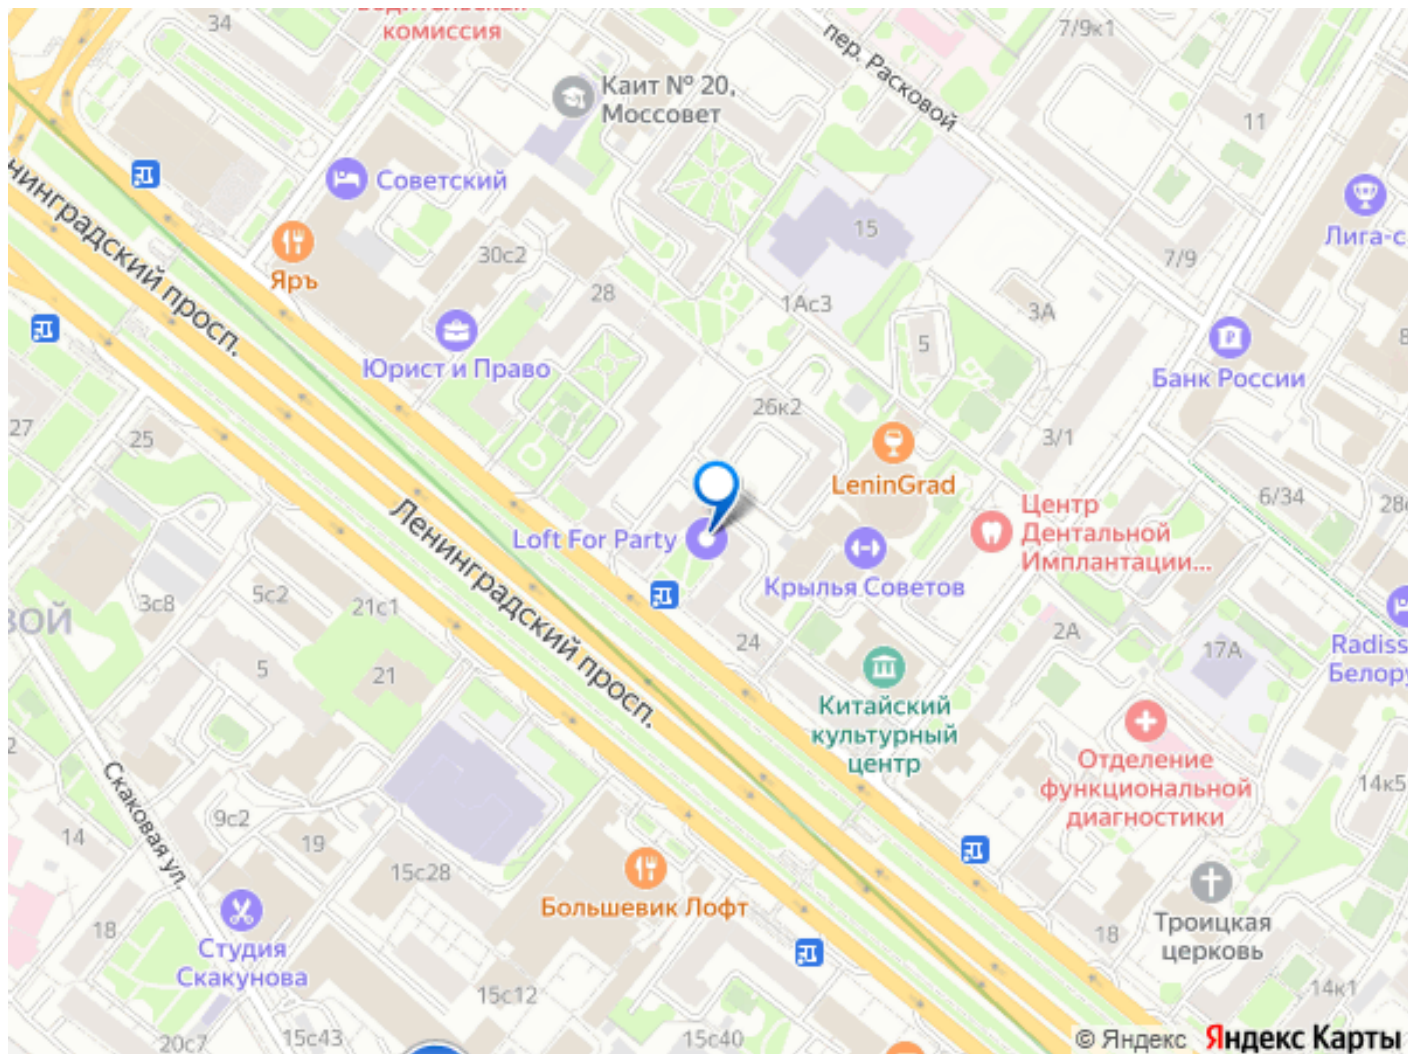 34
комиссия
7/9к1
пер. Расковой
Каит № 20,
Моссовет
11
Советский
Лига-с
15
30с2
7/9
Яръ
28
1Ас3
3А
Ленинградский просп.
5
Юрист и Право
Банк России
26к2
27
25
3/1
LeninGrad
6/34
28с
Центр
Дентальной
Имплантации...
Loft For Party
Крылья Советов
Ленинградский просп.
3с8
5с2
21с1
ВОЙ
24
2А
17А
Radiss
Белору
5
21
Китайский
культурный
центр
Отделение
функциональной
диагностики
14к5
Скаковая ул.
9с2
14
19
15с28
Большевик Лофт
18
Студия
Скакунова
18
Троицкая
церковь
15с12
14к1
20с7
15с43
15с40
© Яндекс Яндекс Карты